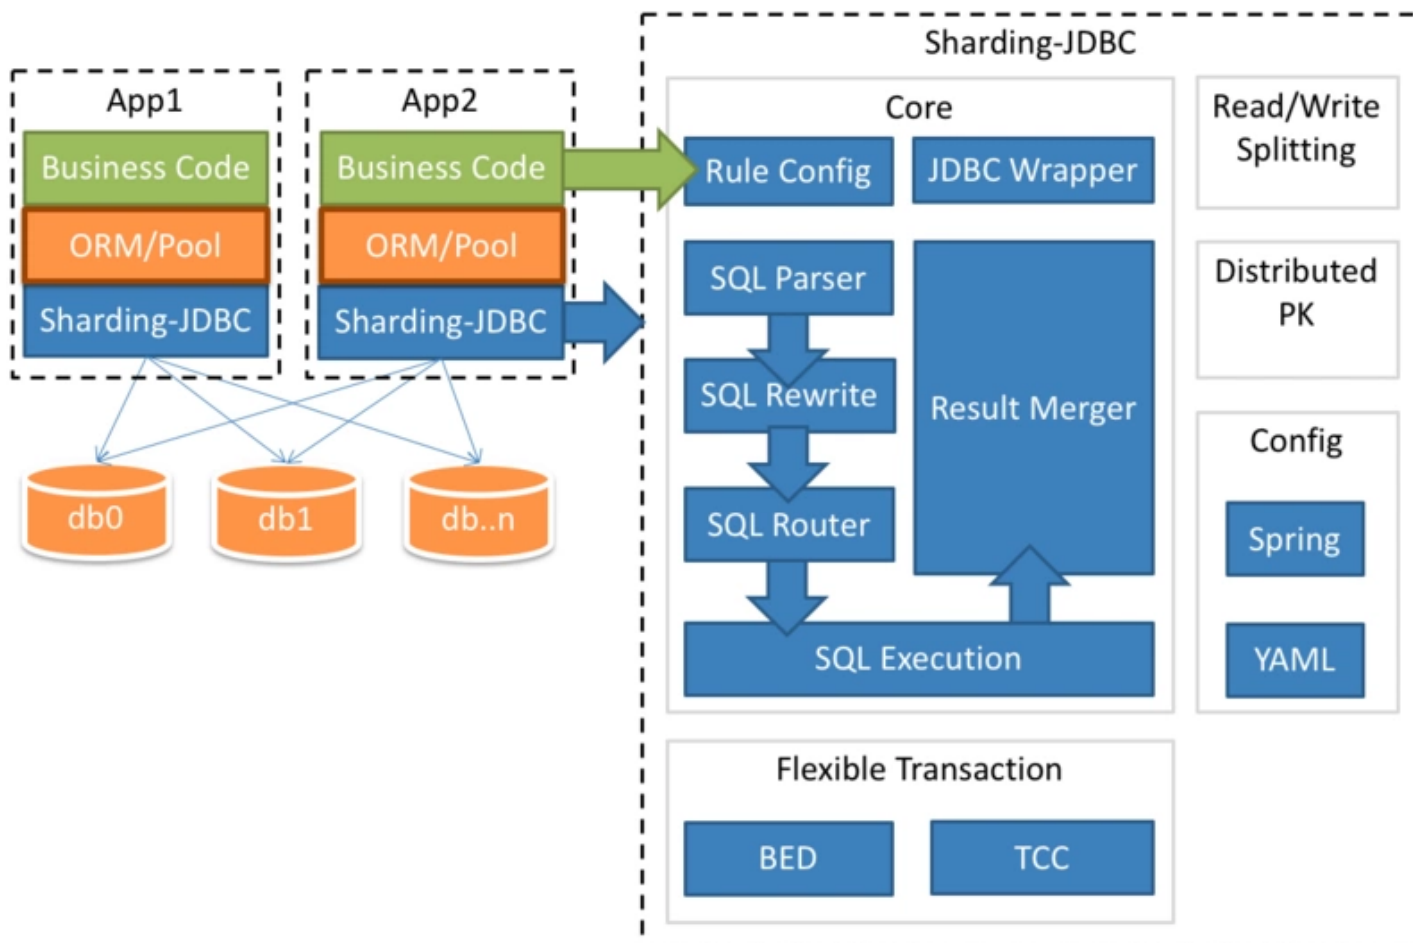 App1
Business Code
ORM/Pool
Sharding-JDBC
App2
Business Code
ORM/Pool
Sharding-JDBC
db0
db1
db..n
Sharding-JDBC
Core
Rule Config
JDBC Wrapper
SQL Parser
SQL Rewrite
SQL Router
Result Merger
SQL Execution
Read/Write
Splitting
Distributed
PK
Config
Spring
YAML
Flexible Transaction
BED
TCC